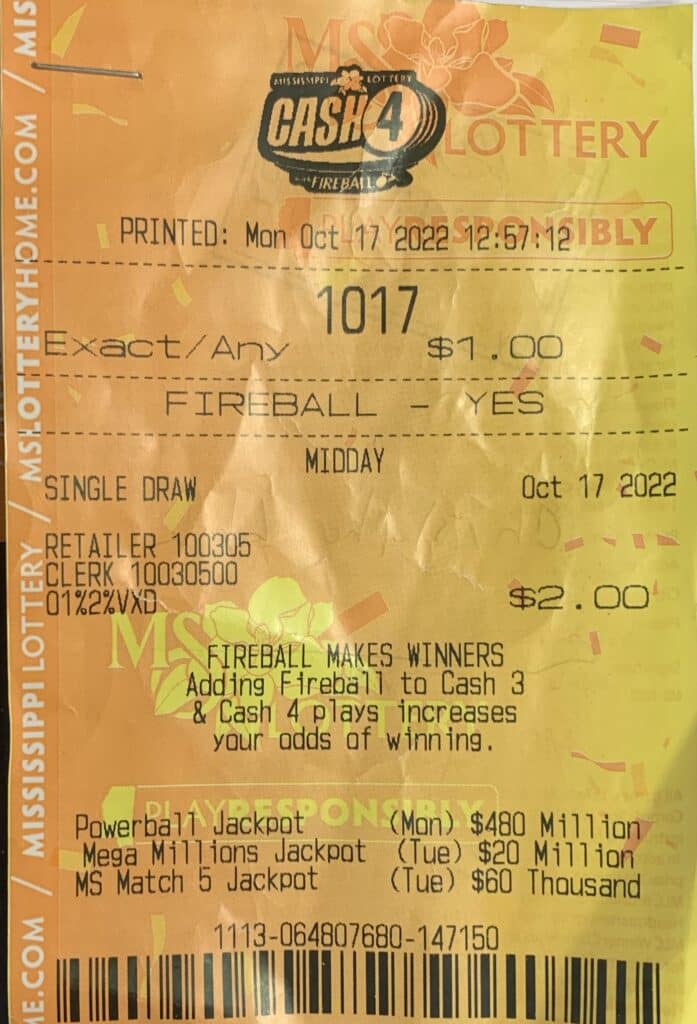 MS LOTTERY
MISSISSIPPI LOTTERY
CASH 4
FIREBALL
PLAY RESPONSIBLY
PRINTED: Mon Oct 17 2022 12:57:12
1017
Exact/Any $1.00
FIREBALL - YES
MIDDAY
SINGLE DRAW Oct 17 2022
RETAILER 100305
CLERK 10030500
01%2%VXD $2.00
MS LOTTERY
FIREBALL MAKES WINNERS
Adding Fireball to Cash 3
& Cash 4 plays increases
your odds of winning.
PLAY RESPONSIBLY
Powerball Jackpot (Mon) $480 Million
Mega Millions Jackpot (Tue) $20 Million
MS Match 5 Jackpot (Tue) $60 Thousand
1113-064807680-147150
ME.COM / MISSISSIPPI LOTTERY / MSLOTTERYHOME.COM / MIS